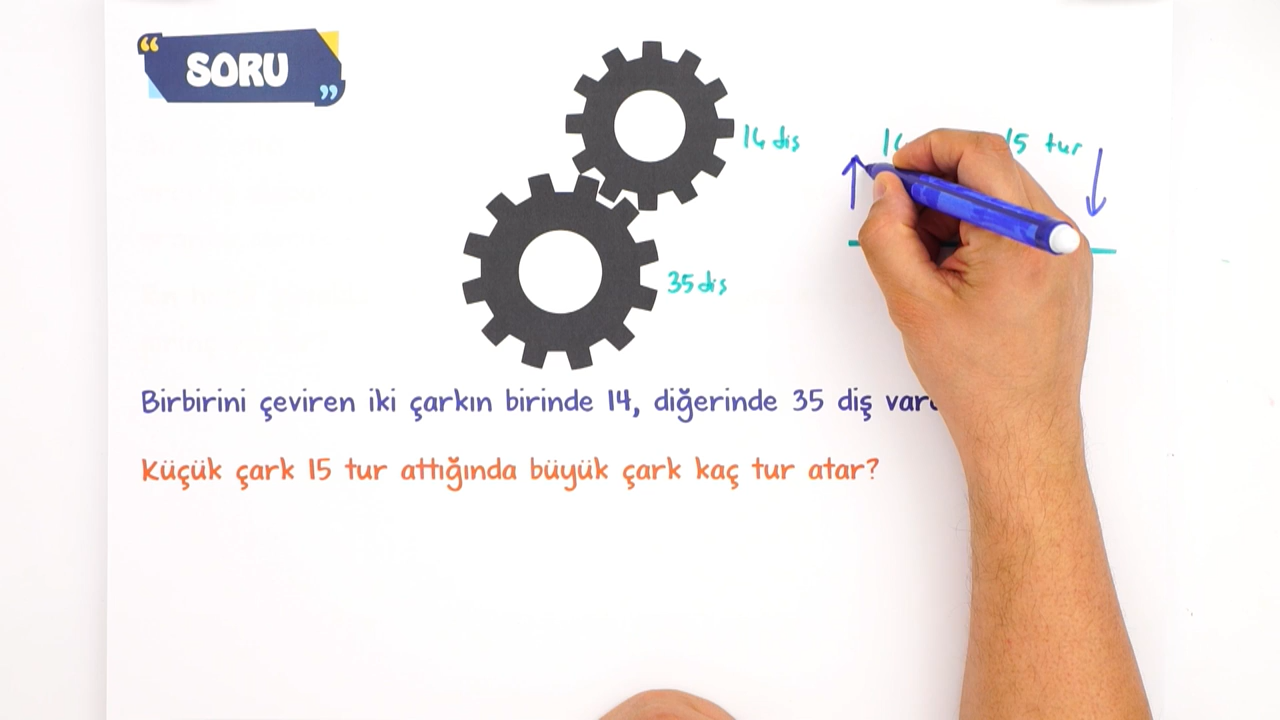 SORU
14 diş
15 tur
35 diş
Birbirini çeviren iki çarkın birinde 14, diğerinde 35 diş
Küçük çark 15 tur attığında büyük çark kaç tur atar?